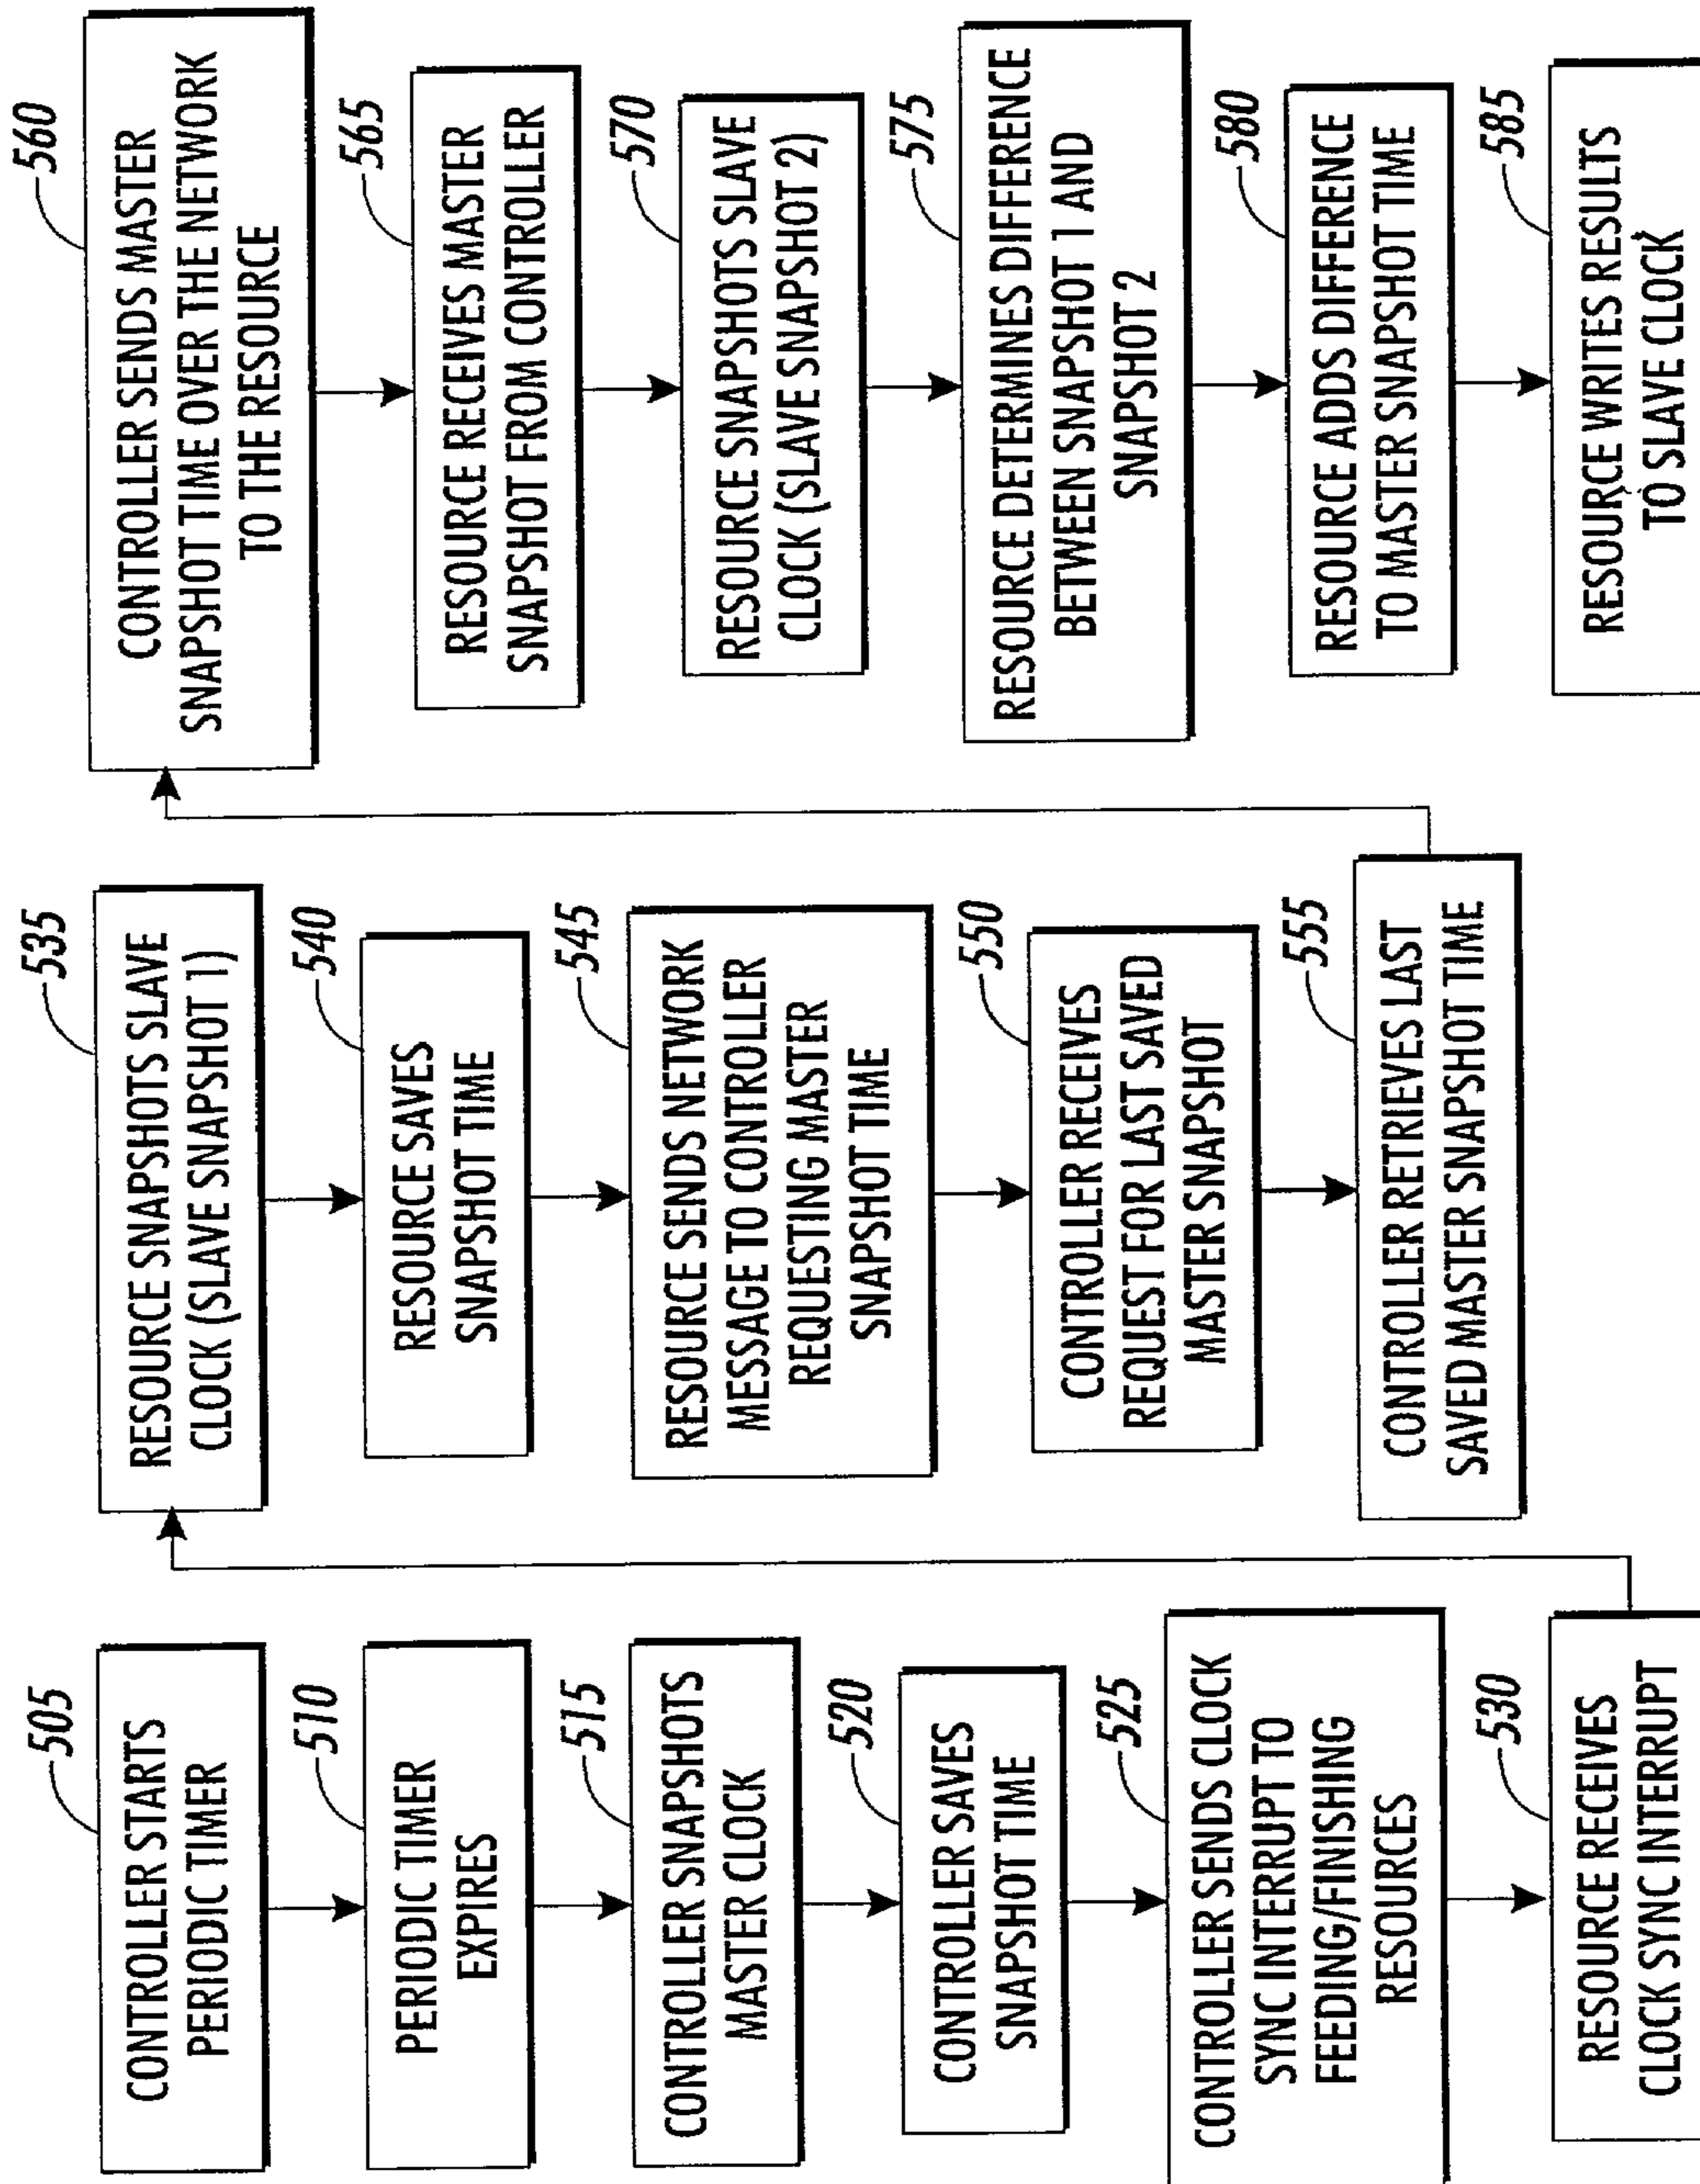 505
CONTROLLER STARTS
PERIODIC TIMER
510
PERIODIC TIMER
EXPIRES
515
CONTROLLER SNAPSHOTS
MASTER CLOCK
520
CONTROLLER SAVES
SNAPSHOT TIME
525
CONTROLLER SENDS CLOCK
SYNC INTERRUPT TO
FEEDING/FINISHING
RESOURCES
530
RESOURCE RECEIVES
CLOCK SYNC INTERRUPT
535
RESOURCE SNAPSHOTS SLAVE
CLOCK (SLAVE SNAPSHOT 1)
540
RESOURCE SAVES
SNAPSHOT TIME
545
RESOURCE SENDS NETWORK
MESSAGE TO CONTROLLER
REQUESTING MASTER
SNAPSHOT TIME
550
CONTROLLER RECEIVES
REQUEST FOR LAST SAVED
MASTER SNAPSHOT
555
CONTROLLER RETRIEVES LAST
SAVED MASTER SNAPSHOT TIME
560
CONTROLLER SENDS MASTER
SNAPSHOT TIME OVER THE NETWORK
TO THE RESOURCE
565
RESOURCE RECEIVES MASTER
SNAPSHOT FROM CONTROLLER
570
RESOURCE SNAPSHOTS SLAVE
CLOCK (SLAVE SNAPSHOT 2)
575
RESOURCE DETERMINES DIFFERENCE
BETWEEN SNAPSHOT 1 AND
SNAPSHOT 2
580
RESOURCE ADDS DIFFERENCE
TO MASTER SNAPSHOT TIME
585
RESOURCE WRITES RESULTS
TO SLAVE CLOCK